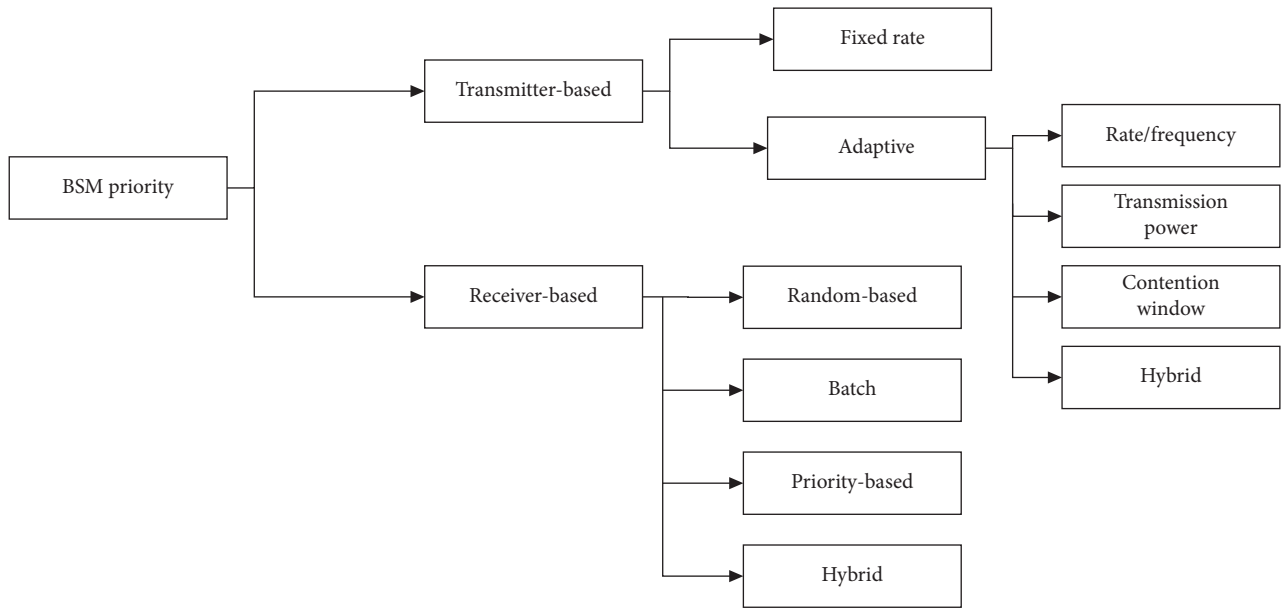 BSM priority
Transmitter-based
Fixed rate
Adaptive
Rate/frequency
Transmission
power
Contention
window
Hybrid
Receiver-based
Random-based
Batch
Priority-based
Hybrid